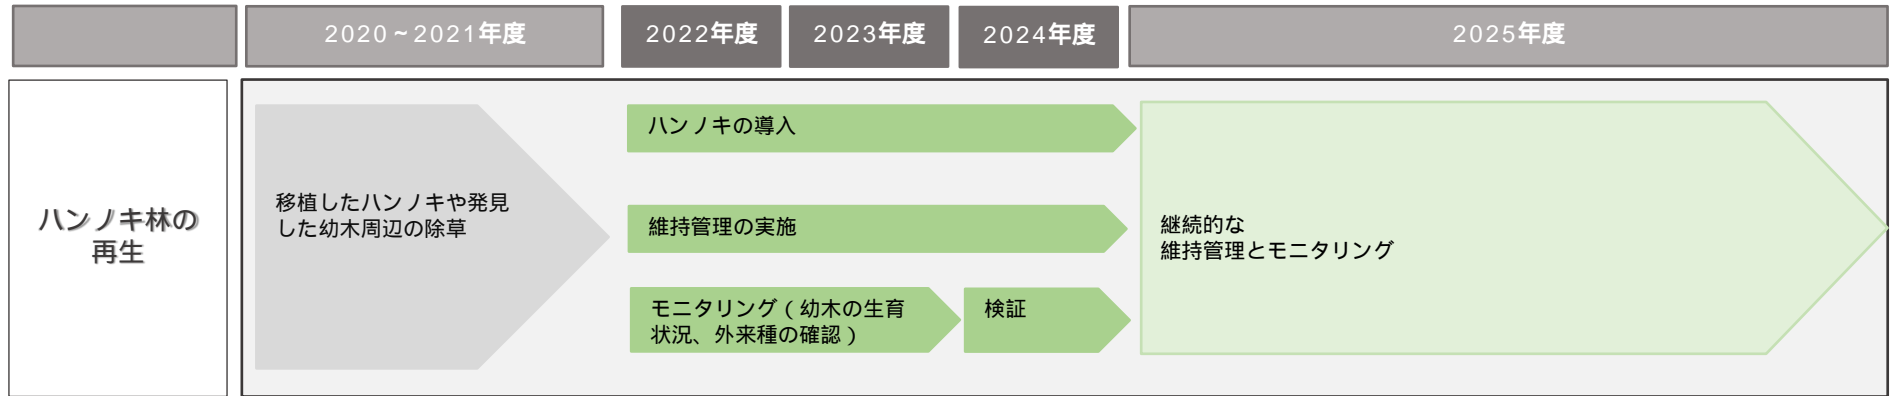 2020～2021年度
2022年度
2023年度
2024年度
2025年度
ハンノキ林の
再生
移植したハンノキや発見
した幼木周辺の除草
ハンノキの導入
維持管理の実施
モニタリング（幼木の生育
状況、外来種の確認）
検証
継続的な
維持管理とモニタリング